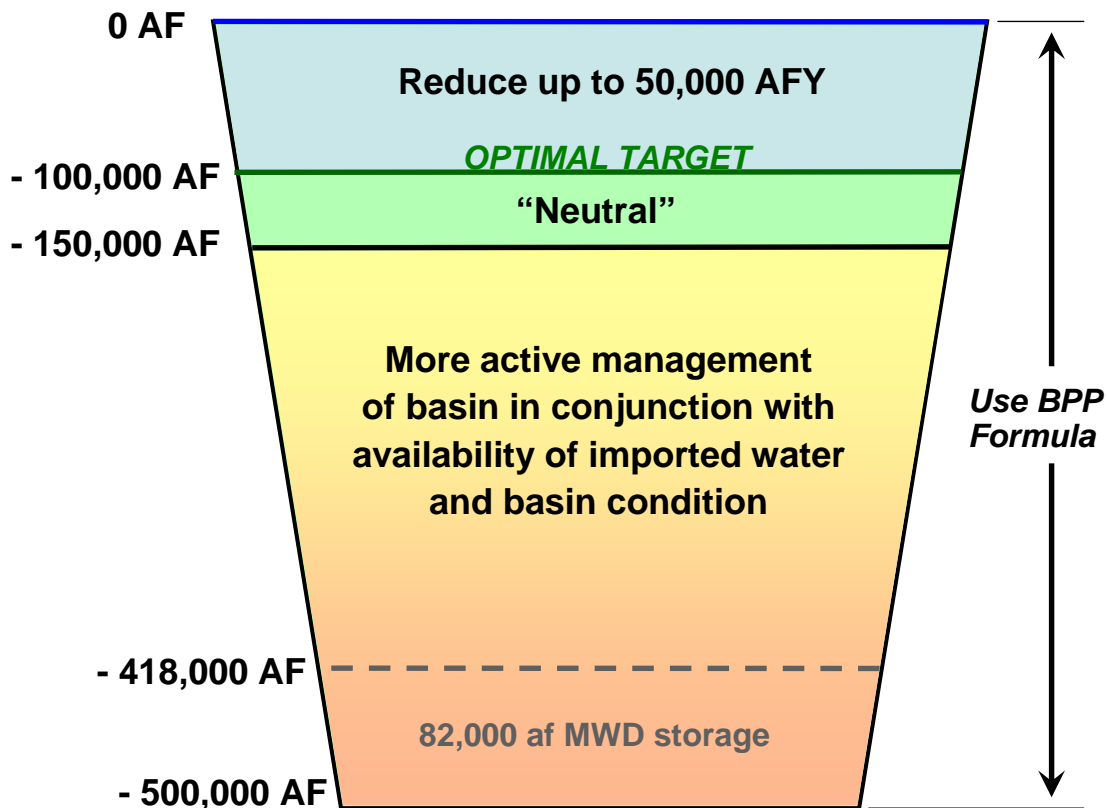 0 AF
Reduce up to 50,000 AFY
OPTIMAL TARGET
- 100,000 AF
“Neutral”
- 150,000 AF
More active management
of basin in conjunction with
availability of imported water
and basin condition
Use BPP
Formula
- 418,000 AF
82,000 af MWD storage
- 500,000 AF